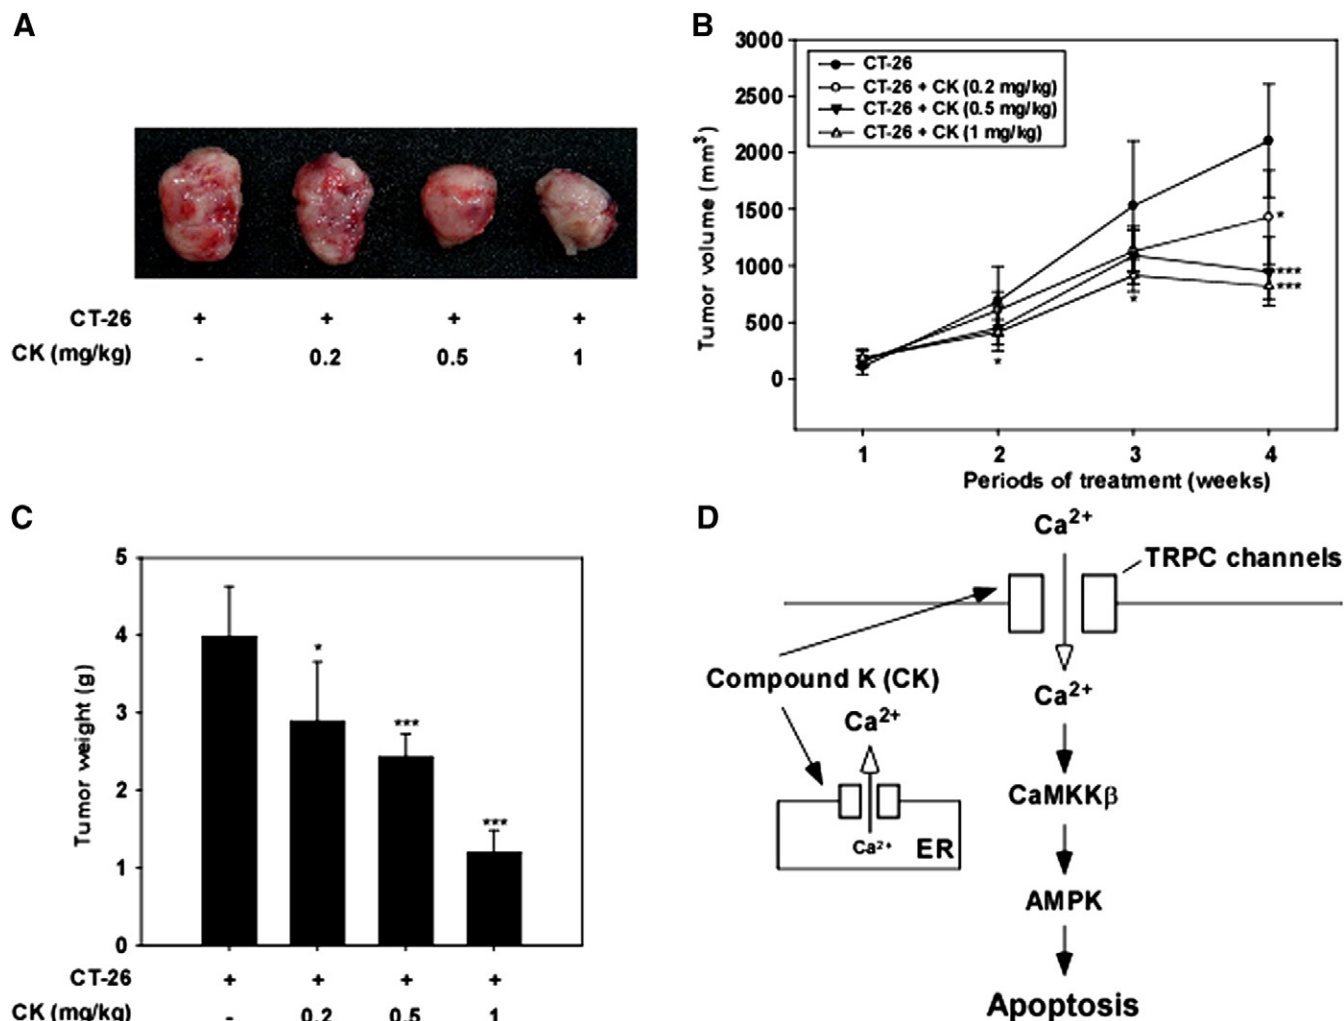 A
CT-26 + + + +
CK (mg/kg) - 0.2 0.5 1
B
3000
2500
2000
1500
1000
500
0
Tumor volume (mm³)
CT-26
CT-26 + CK (0.2 mg/kg)
CT-26 + CK (0.5 mg/kg)
CT-26 + CK (1 mg/kg)
*
***
***
*
*
1 2 3 4
Periods of treatment (weeks)
C
5
4
3
2
1
0
Tumor weight (g)
*
***
***
CT-26 + + + +
CK (mg/kg) - 0.2 0.5 1
D
Ca²⁺
TRPC channels
Compound K (CK)
Ca²⁺
Ca²⁺
Ca²⁺
ER
CaMKKβ
AMPK
Apoptosis